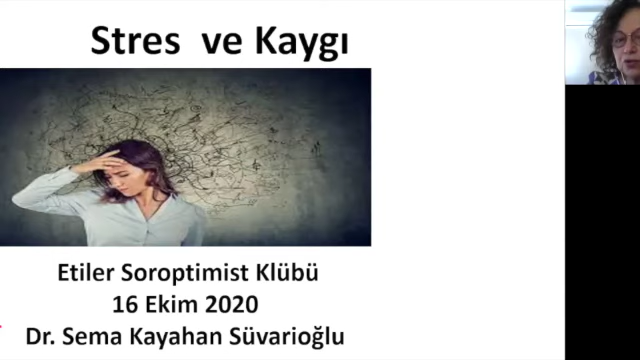 Stres ve Kaygı
Etiler Soroptimist Klübü
16 Ekim 2020
Dr. Sema Kayahan Süvarioğlu